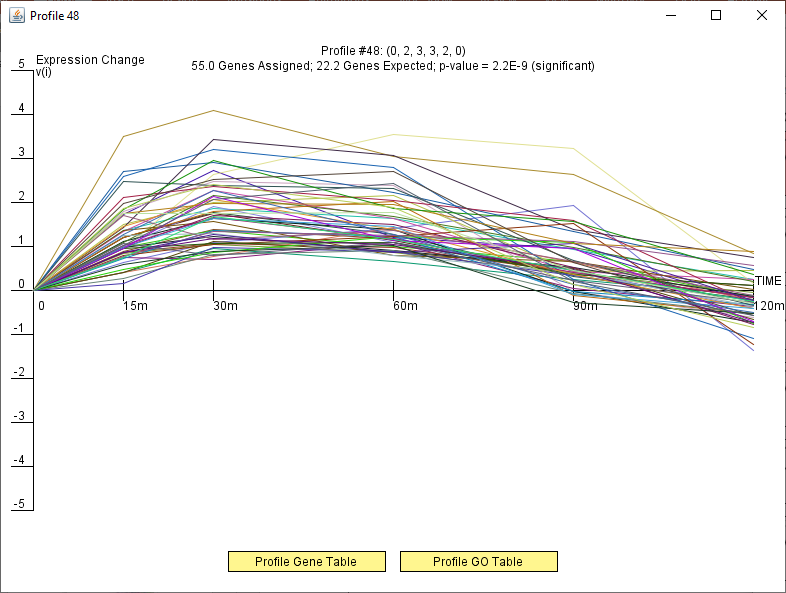 Profile 48
Profile #48: (0, 2, 3, 3, 2, 0)
55.0 Genes Assigned; 22.2 Genes Expected; p-value = 2.2E-9 (significant)
Expression Change
v(i)
5
4
3
2
1
0
-1
-2
-3
-4
-5
TIME
0 15m 30m 60m 90m 120m
Profile Gene Table Profile GO Table